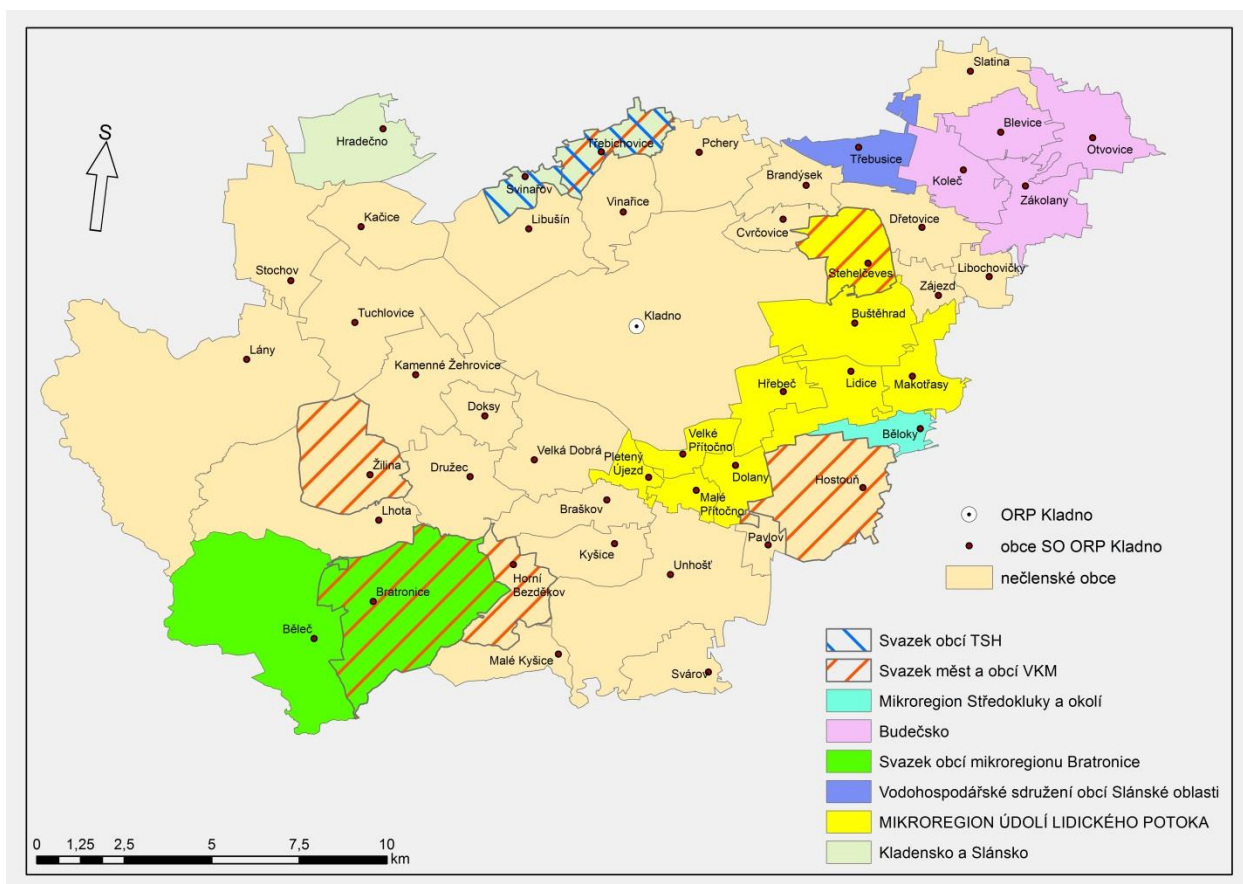 S
Slatina
Hradečno
Blevice
Otvovice
Třebichovice
Pchery
Třebusice
Koleč
Svinařov
Brandýsek
Zákolany
Vinařice
Kačice
Libušín
Cvrčovice
Dřetovice
Stochov
Stehelčeves
Libochovičky
Zájezd
Tuchlovice
Kladno
Buštěhrad
Lány
Kamenné Žehrovice
Hřebeč
Lidice
Makotřasy
Doksy
Běloky
Velké
Přítočno
Velká Dobrá
Pletený
Újezd
Žilina
Družec
Dolany
Hostouň
Malé
Přítočno
Braškov
Lhota
Kyšice
Pavlov
Unhošť
Horní
Bezděkov
Bratronice
Běleč
Malé Kyšice
Svárov
ORP Kladno
obce SO ORP Kladno
nečlenské obce
Svazek obcí TSH
Svazek měst a obcí VKM
Mikroregion Středokluky a okolí
Budečsko
Svazek obcí mikroregionu Bratronice
Vodohospodářské sdružení obcí Slánské oblasti
MIKROREGION ÚDOLÍ LIDICKÉHO POTOKA
Kladensko a Slánsko
0 1,25 2,5 5 7,5 10
km